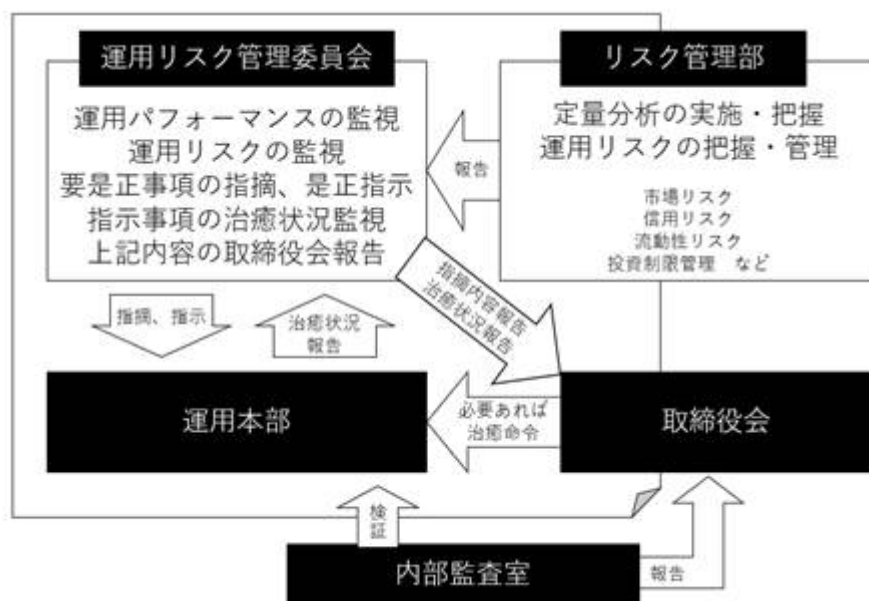 運用リスク管理委員会
運用パフォーマンスの監視
運用リスクの監視
要是正事項の指摘、是正指示
指示事項の治癒状況監視
上記内容の取締役会報告
リスク管理部
定量分析の実施・把握
運用リスクの把握・管理
市場リスク
信用リスク
流動性リスク
投資制限管理　など
報告
指摘、指示
治癒状況
報告
指摘内容報告
治癒状況報告
運用本部
必要あれば
治癒命令
取締役会
検証
内部監査室
報告